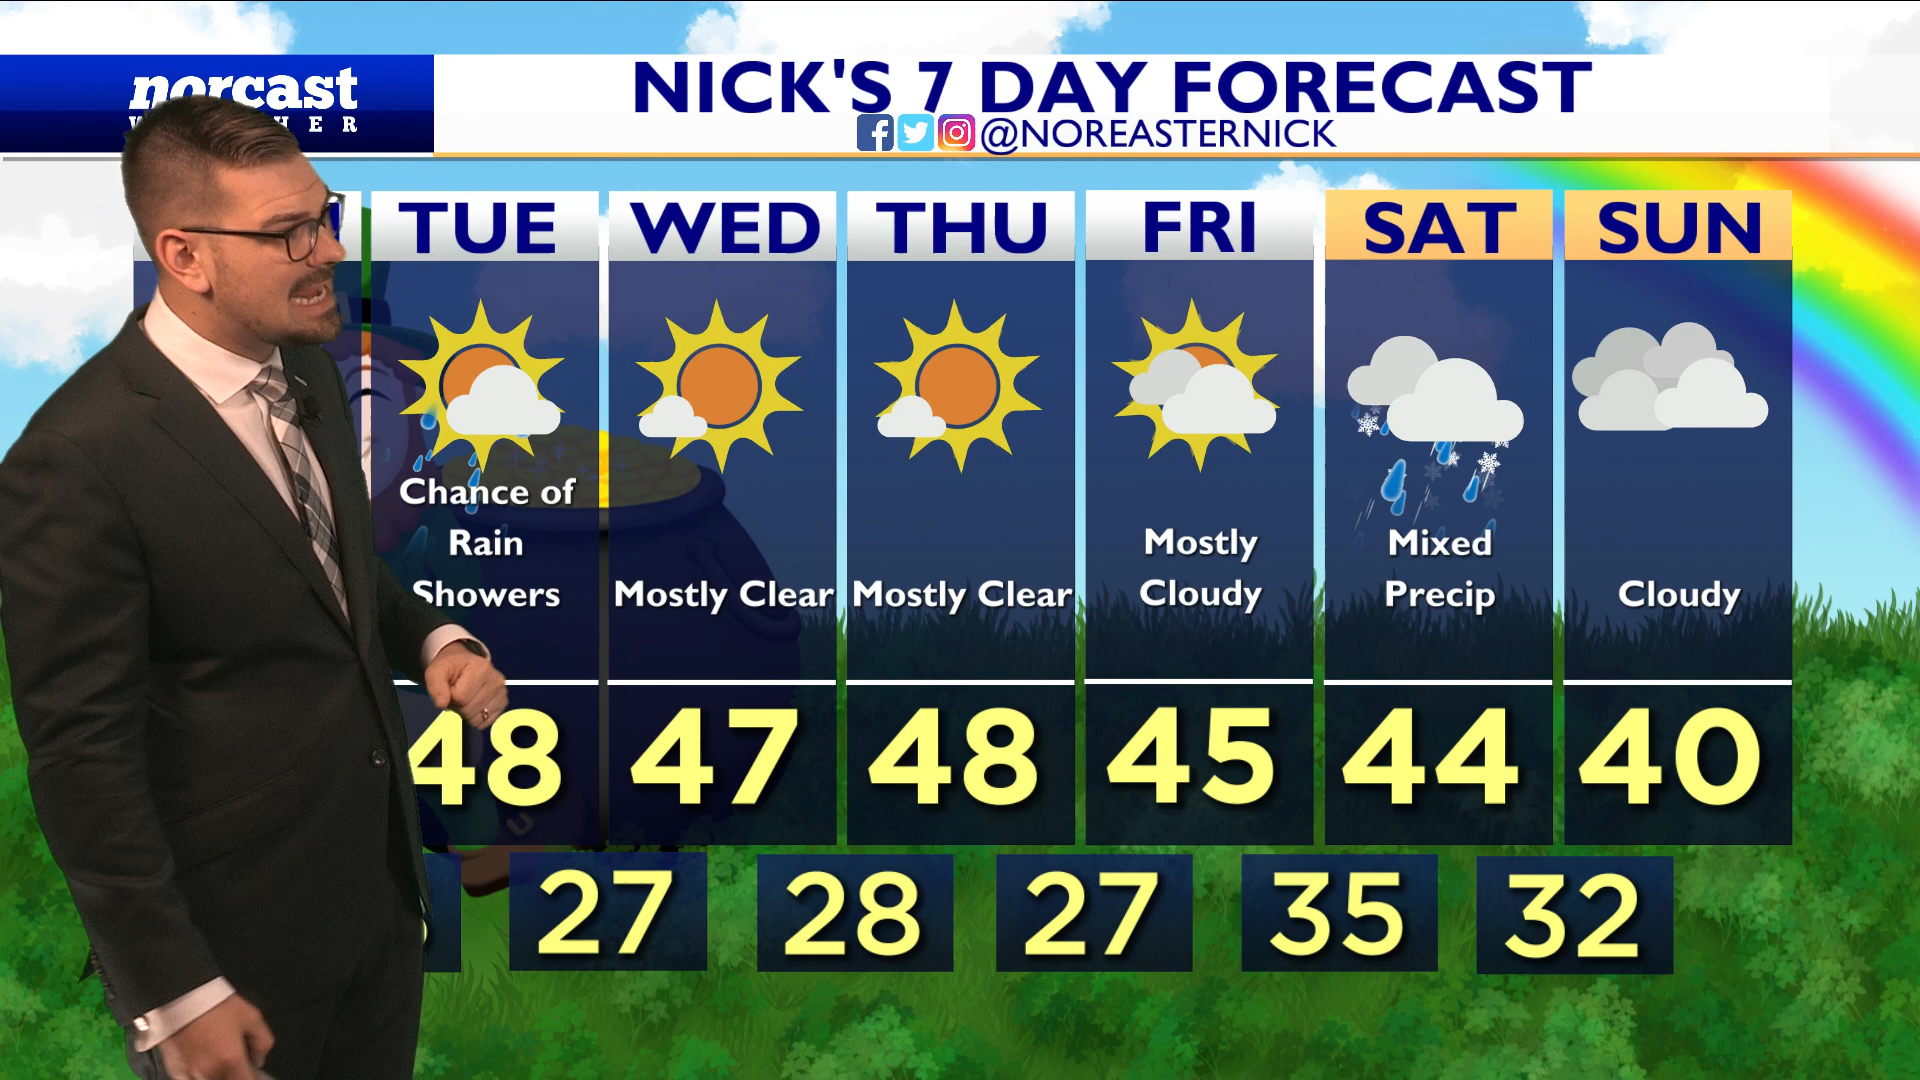 norcast
NICK'S 7 DAY FORECAST
@NOREASTERNICK
TUE WED THU FRI SAT SUN
Chance of
Rain
Showers
Mostly Clear
Mostly Clear
Mostly
Cloudy
Mixed
Precip
Cloudy
48 47 48 45 44 40
27 28 27 35 32